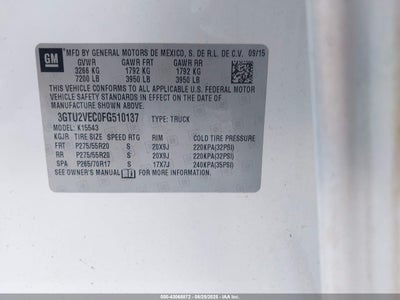 GM
MFD BY GENERAL MOTORS DE MEXICO, S. DE R.L. DE C.V. 09/15
GVWR GAWR FRT GAWR RR
3266 KG 1792 KG 1792 KG
7200 LB 3950 LB 3950 LB
THIS VEHICLE CONFORMS TO ALL APPLICABLE U.S. FEDERAL MOTOR
VEHICLE SAFETY STANDARDS IN EFFECT ON THE DATE OF
MANUFACTURE SHOWN ABOVE.
3GTU2VEC0FG510137 TYPE: TRUCK
MODEL: K15543
KGJR TIRE SIZE SPEED RTG RIM COLD TIRE PRESSURE
FRT P275/55R20 S 20X9J 220KPA(32PSI)
RR P275/55R20 S 20X9J 220KPA(32PSI)
SPA P265/70R17 S 17X7J 240KPA(35PSI)
SEE OWNER'S MANUAL FOR MORE INFORMATION.